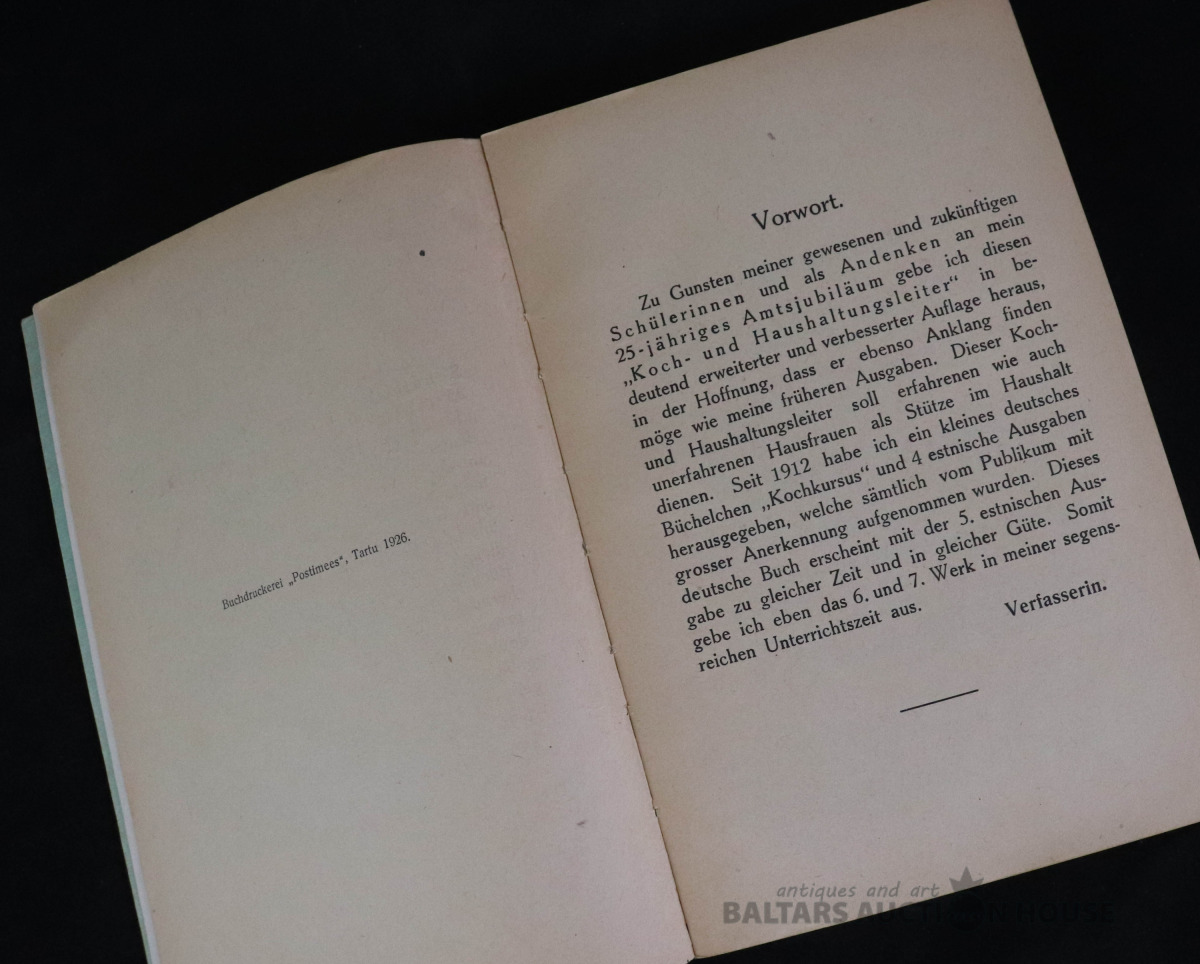 Buchdruckerei „Postimees“, Tartu 1926.
Vorwort.
Zu Gunsten meiner gewesenen und zukünftigen
Schülerinnen und als Andenken an mein
25-jähriges Amtsjubiläum gebe ich diesen
„Koch- und Haushaltungsleiter“ in be-
deutend erweiterter und verbesserter Auflage heraus,
in der Hoffnung, dass er ebenso Anklang finden
möge wie meine früheren Ausgaben. Dieser Koch-
und Haushaltungsleiter soll erfahrenen wie auch
unerfahrenen Hausfrauen als Stütze im Haushalt
dienen. Seit 1912 habe ich ein kleines deutsches
Büchelchen „Kochkursus“ und 4 estnische Ausgaben
herausgegeben, welche sämtlich vom Publikum mit
grosser Anerkennung aufgenommen wurden. Dieses
deutsche Buch erscheint mit der 5. estnischen Aus-
gabe zu gleicher Zeit und in gleicher Güte. Somit
gebe ich eben das 6. und 7. Werk in meiner segens-
reichen Unterrichtszeit aus.
Verfasserin.
antiques and art
BALTARS AUCTION HOUSE